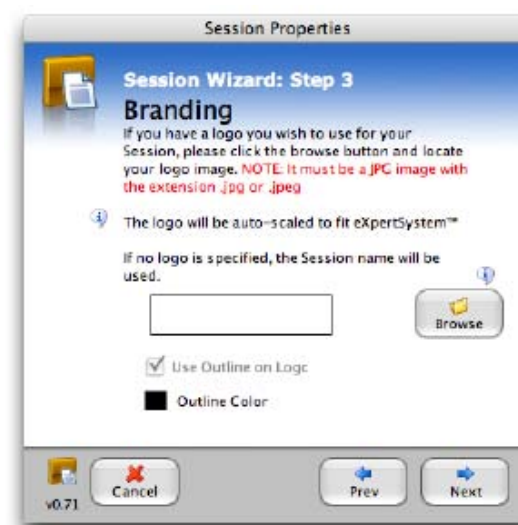 Session Properties
Session Wizard: Step 3
Branding
If you have a logo you wish to use for your
Session, please click the browse button and locate
your logo image. NOTE: It must be a JPG image with
the extension .jpg or .jpeg
The logo will be auto-scaled to fit eXpertSystem™
If no logo is specified, the Session name will be
used.
Browse
Use Outline on Logo
Outline Color
v0.71
Cancel
Prev
Next